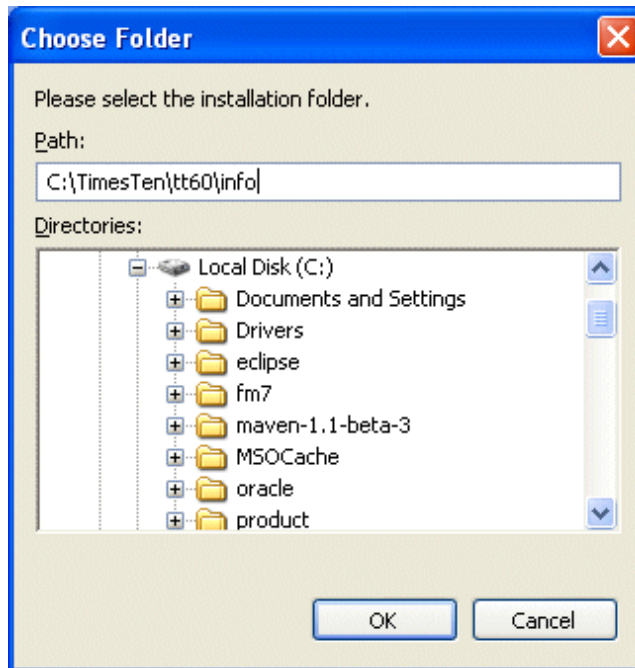 Choose Folder
Please select the installation folder.
Path:
C:\TimesTen\tt60\info
Directories:
Local Disk (C:)
Documents and Settings
Drivers
eclipse
fm7
maven-1.1-beta-3
MSOCache
oracle
product
OK Cancel